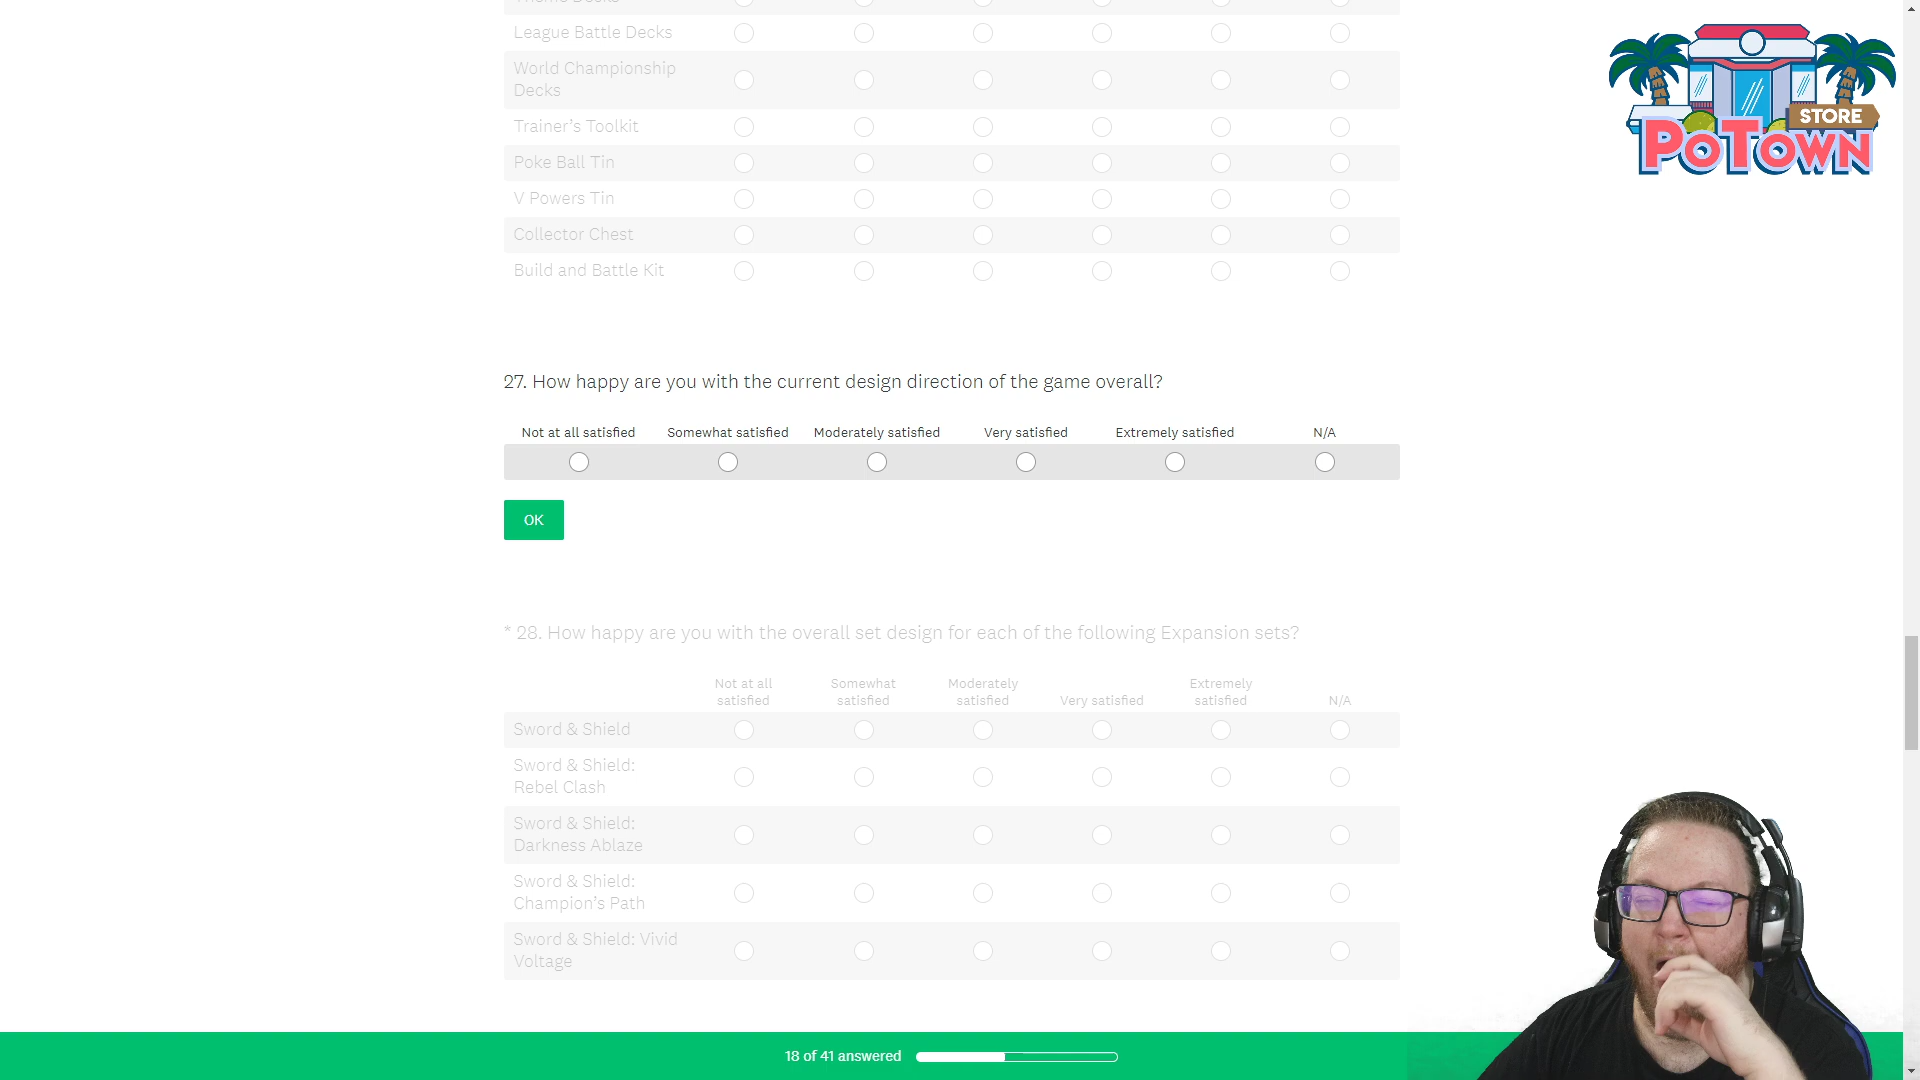 League Battle Decks
World Championship
Decks
Trainer's Toolkit
Poke Ball Tin
V Powers Tin
Collector Chest
Build and Battle Kit
STORE
PoTown
27. How happy are you with the current design direction of the game overall?
Not at all satisfied Somewhat satisfied Moderately satisfied Very satisfied Extremely satisfied N/A
OK
* 28. How happy are you with the overall set design for each of the following Expansion sets?
Not at all Somewhat Moderately Extremely
satisfied satisfied satisfied Very satisfied satisfied N/A
Sword & Shield
Sword & Shield:
Rebel Clash
Sword & Shield:
Darkness Ablaze
Sword & Shield:
Champion's Path
Sword & Shield: Vivid
Voltage
18 of 41 answered